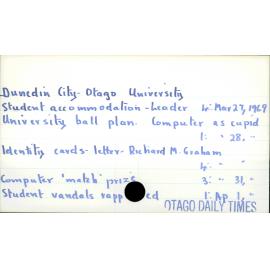 Dunedin City - Otago University
Student accommodation - Leader 4: Mar 27, 1969
University ball plan. Computer as cupid
1: " 28, "
Identity cards - letter - Richard M. Graham
4: " "
Computer 'match' prize 3: " 31, "
Student vandals rapp ed 1: Ap. 1, "
OTAGO DAILY TIMES